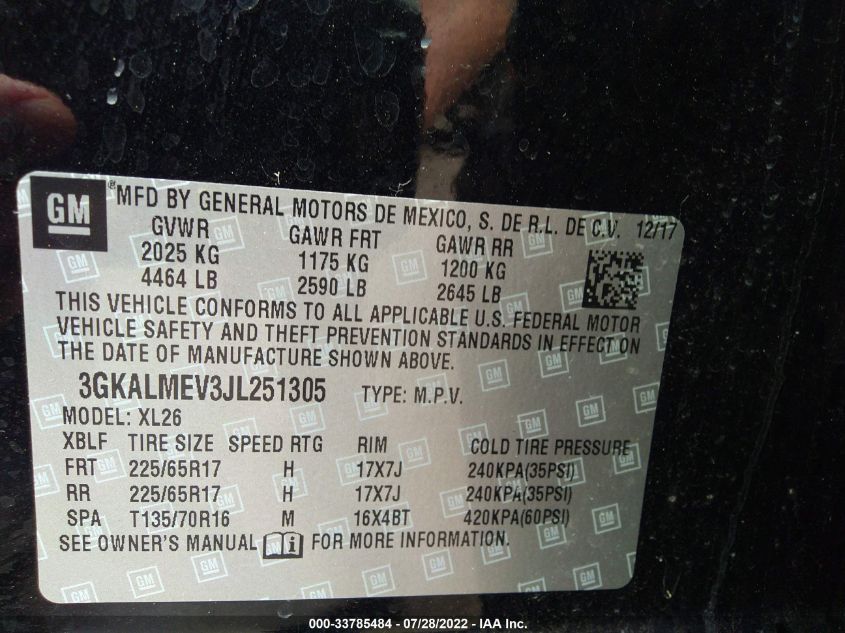 GM ® MFD BY GENERAL MOTORS DE MEXICO, S. DE R.L. DE C.V. 12/17
GVWR GAWR FRT GAWR RR
2025 KG 1175 KG 1200 KG
4464 LB 2590 LB 2645 LB
THIS VEHICLE CONFORMS TO ALL APPLICABLE U.S. FEDERAL MOTOR
VEHICLE SAFETY AND THEFT PREVENTION STANDARDS IN EFFECT ON
THE DATE OF MANUFACTURE SHOWN ABOVE.
3GKALMEV3JL251305 TYPE: M.P.V.
MODEL: XL26
XBLF TIRE SIZE SPEED RTG RIM COLD TIRE PRESSURE
FRT 225/65R17 H 17X7J 240KPA(35PSI)
RR 225/65R17 H 17X7J 240KPA(35PSI)
SPA T135/70R16 M 16X4BT 420KPA(60PSI)
SEE OWNER'S MANUAL FOR MORE INFORMATION.
000-33785484 / 07/28/2022 - IAA Inc.